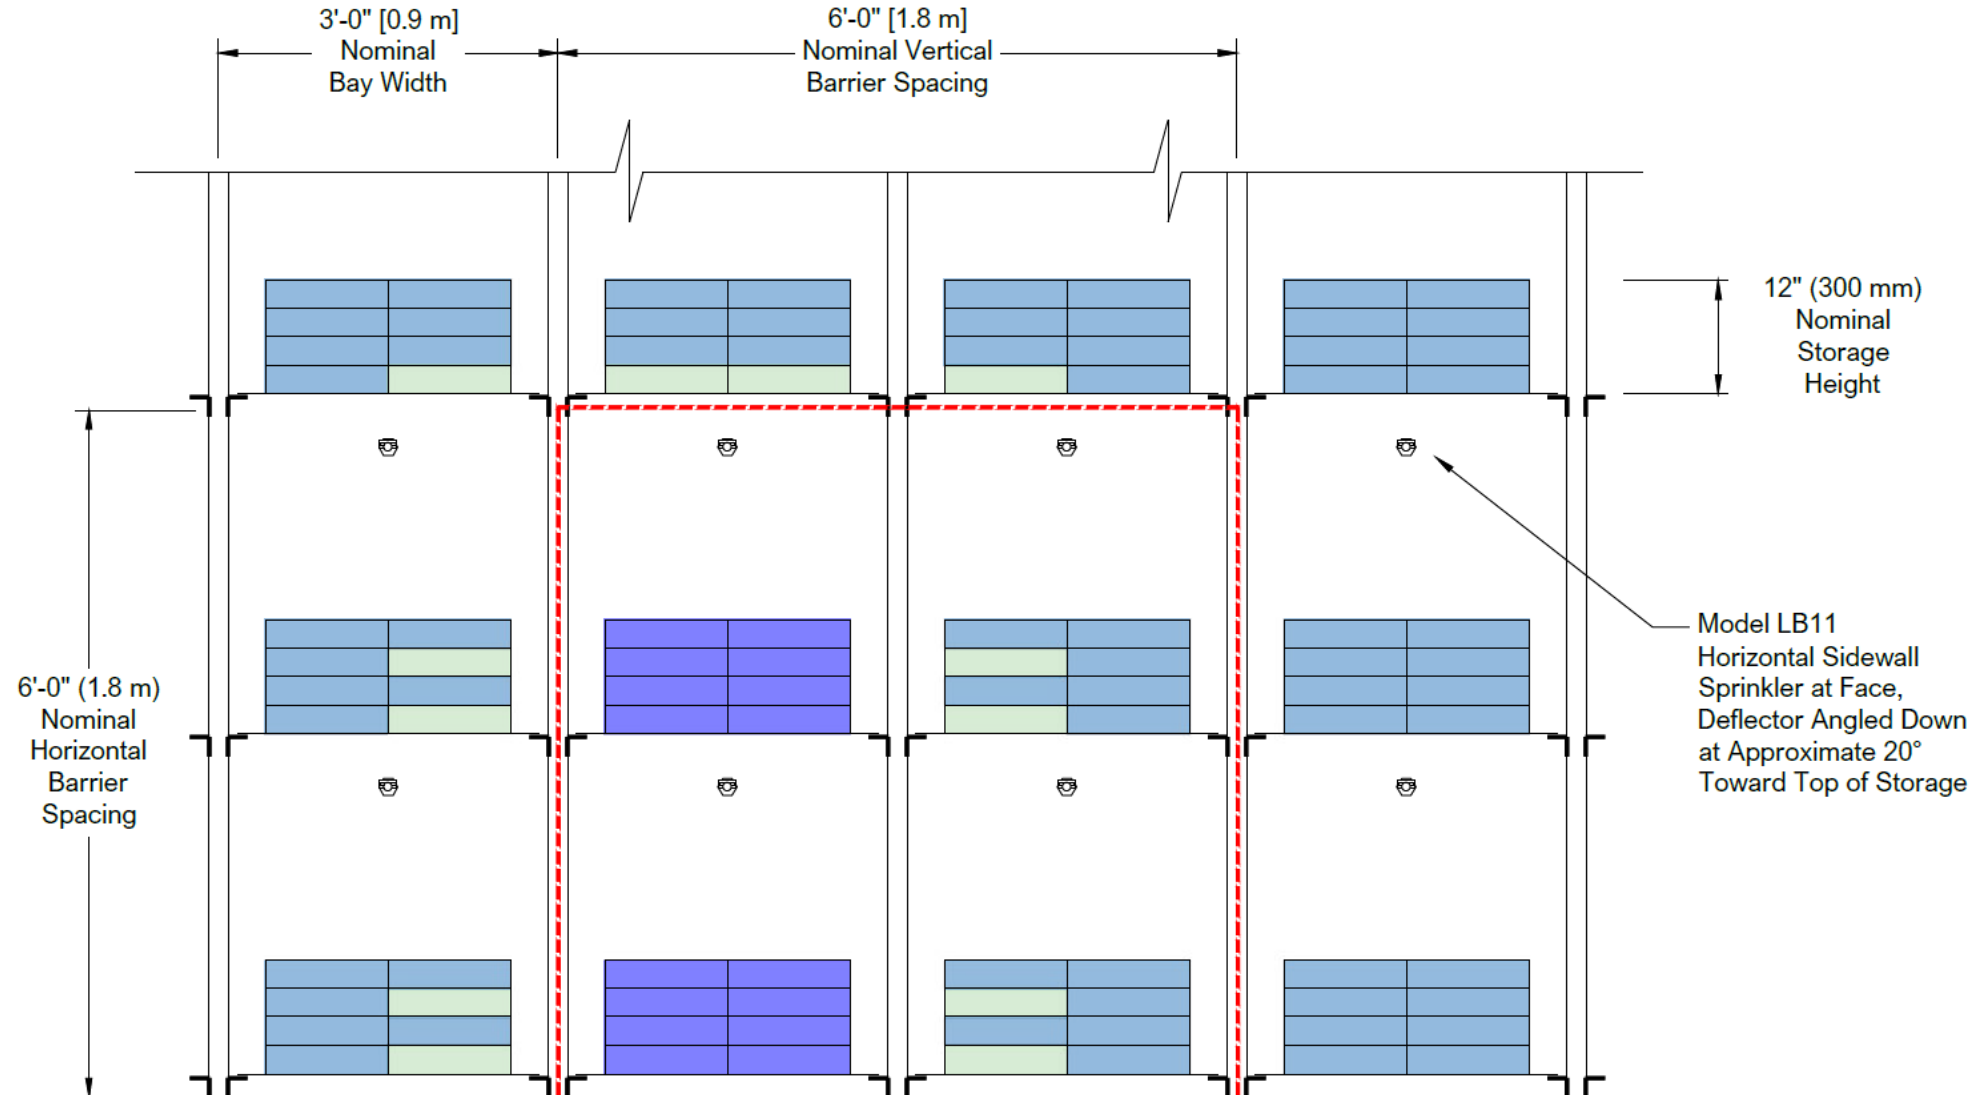 3'-0" [0.9 m]
Nominal
Bay Width
6'-0" [1.8 m]
Nominal Vertical
Barrier Spacing
12" (300 mm)
Nominal
Storage
Height
6'-0" (1.8 m)
Nominal
Horizontal
Barrier
Spacing
Model LB11
Horizontal Sidewall
Sprinkler at Face,
Deflector Angled Down
at Approximate 20°
Toward Top of Storage